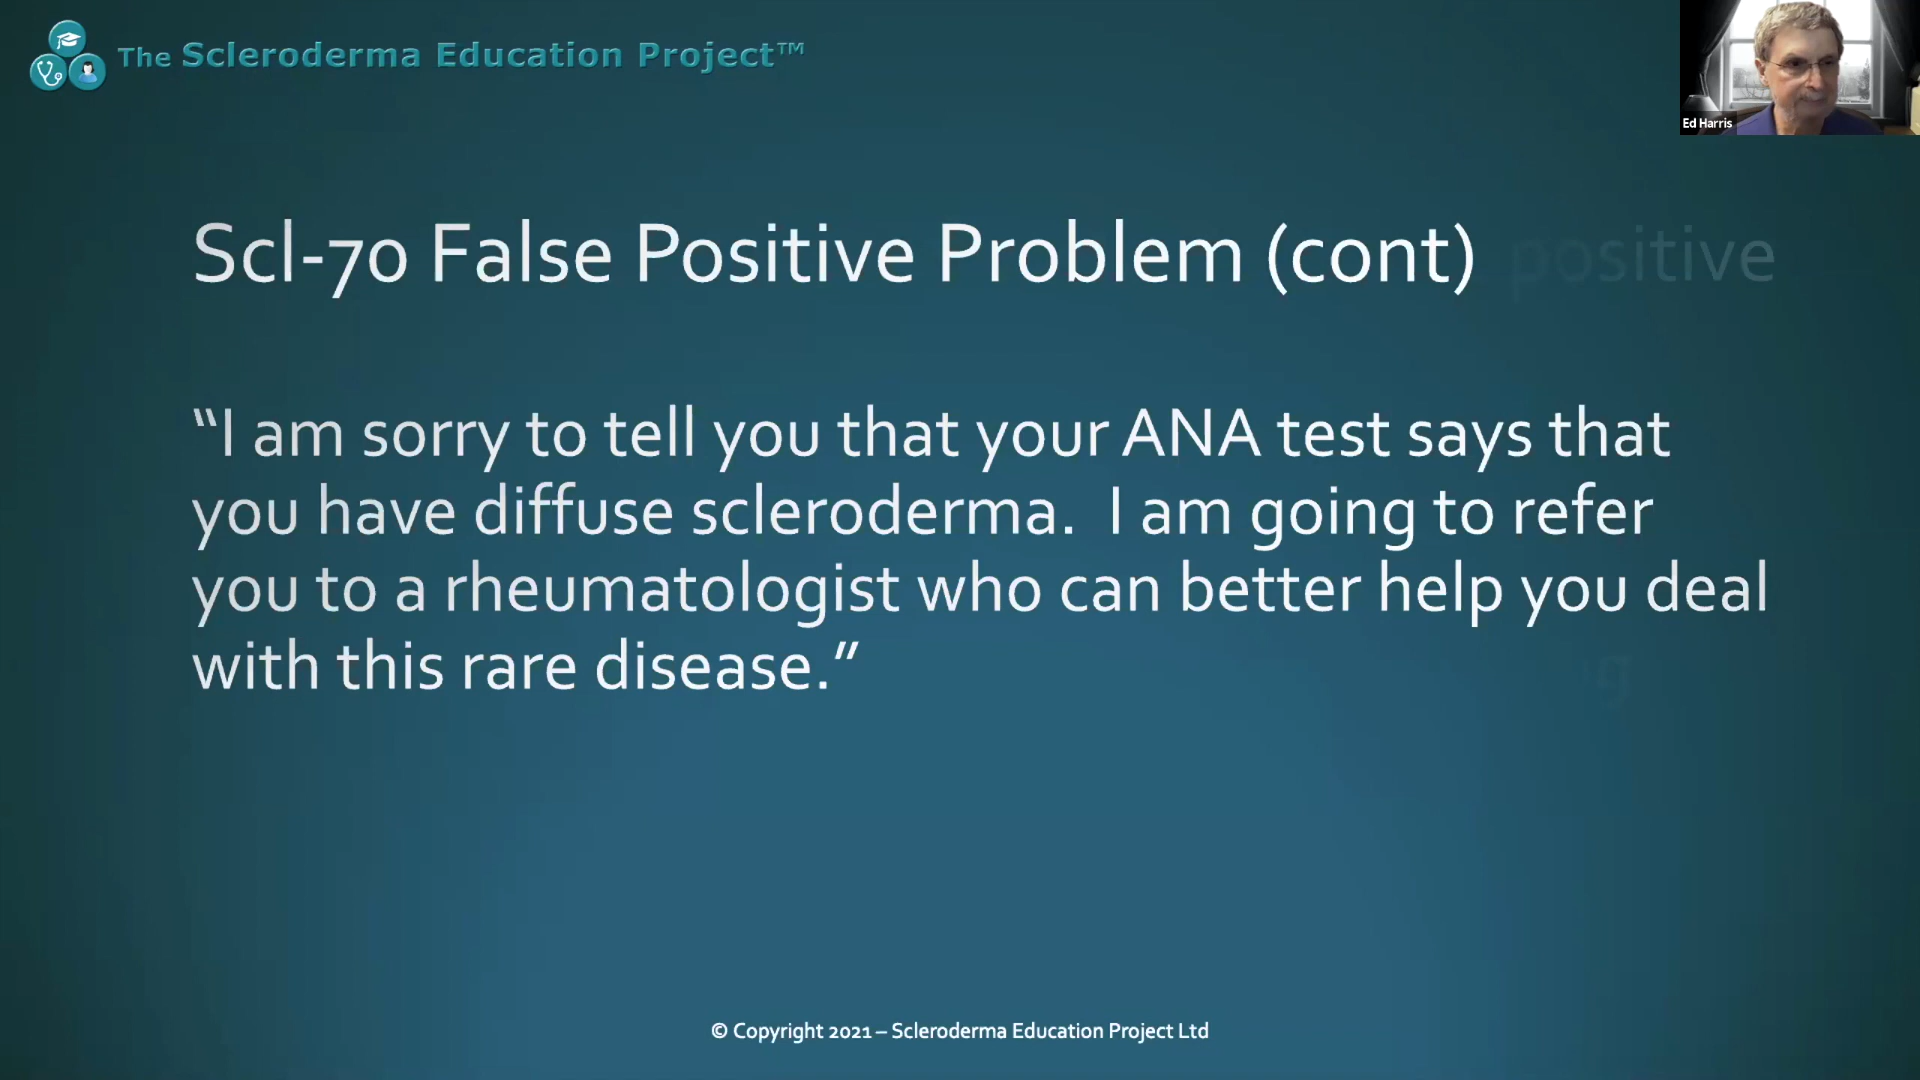 The Scleroderma Education Project™
Ed Harris
Scl-70 False Positive Problem (cont) positive
“I am sorry to tell you that your ANA test says that
you have diffuse scleroderma. I am going to refer
you to a rheumatologist who can better help you deal
with this rare disease.”
© Copyright 2021 – Scleroderma Education Project Ltd